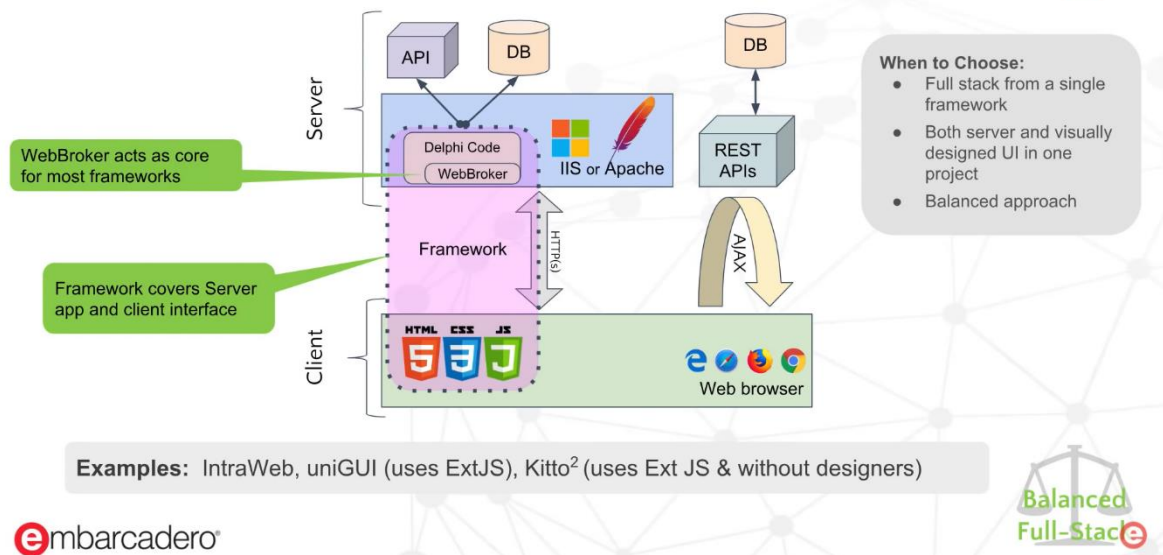 API
DB
DB
Server
Delphi Code
WebBroker
IIS or Apache
REST
APIs
When to Choose:
● Full stack from a single
framework
● Both server and visually
designed UI in one
project
● Balanced approach
WebBroker acts as core
for most frameworks
Framework
HTTP(s)
AJAX
Framework covers Server
app and client interface
Client
HTML
CSS
JS
5
3
J
Web browser
Examples: IntraWeb, uniGUI (uses ExtJS), Kitto² (uses Ext JS & without designers)
embarcadero®
Balanced
Full-Stack
e